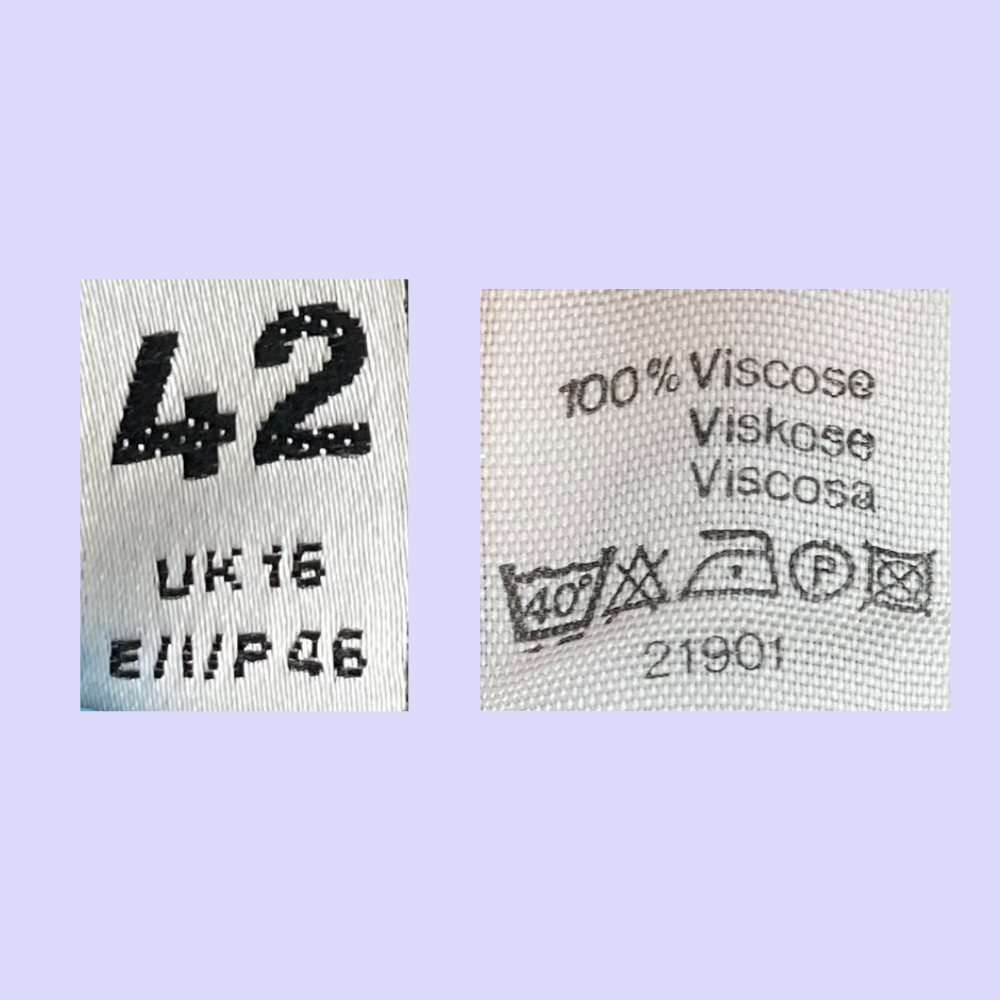 42
UK 16
E/I/P 46
100% Viscose
Viskose
Viscosa
40° P
21901